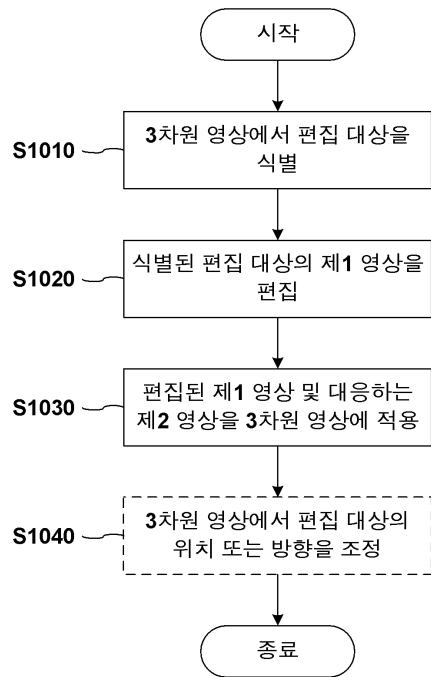 시작
S1010
3차원 영상에서 편집 대상을
식별
S1020
식별된 편집 대상의 제1 영상을
편집
S1030
편집된 제1 영상 및 대응하는
제2 영상을 3차원 영상에 적용
S1040
3차원 영상에서 편집 대상의
위치 또는 방향을 조정
종료